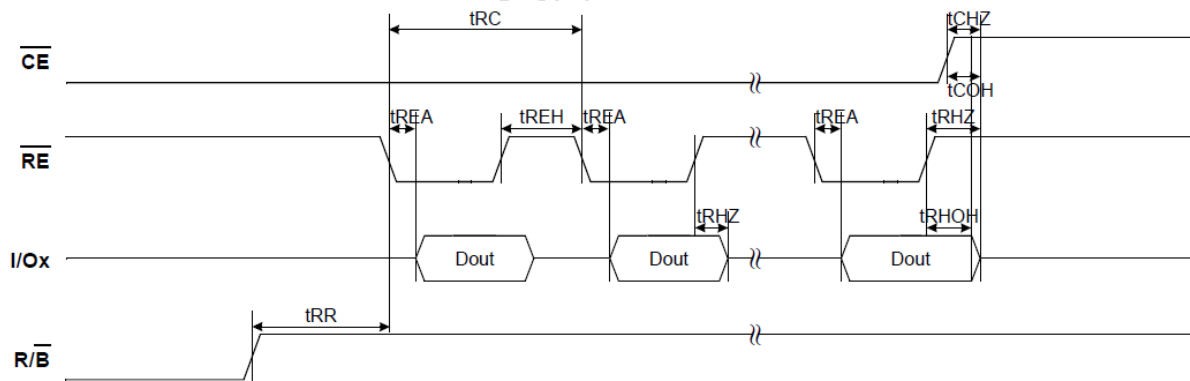 tRC
tCHZ
CE
tCOH
tREA
tREH
tREA
tREA
tRHZ
RE
tRHZ
tRHOH
I/Ox
Dout
Dout
Dout
tRR
R/B